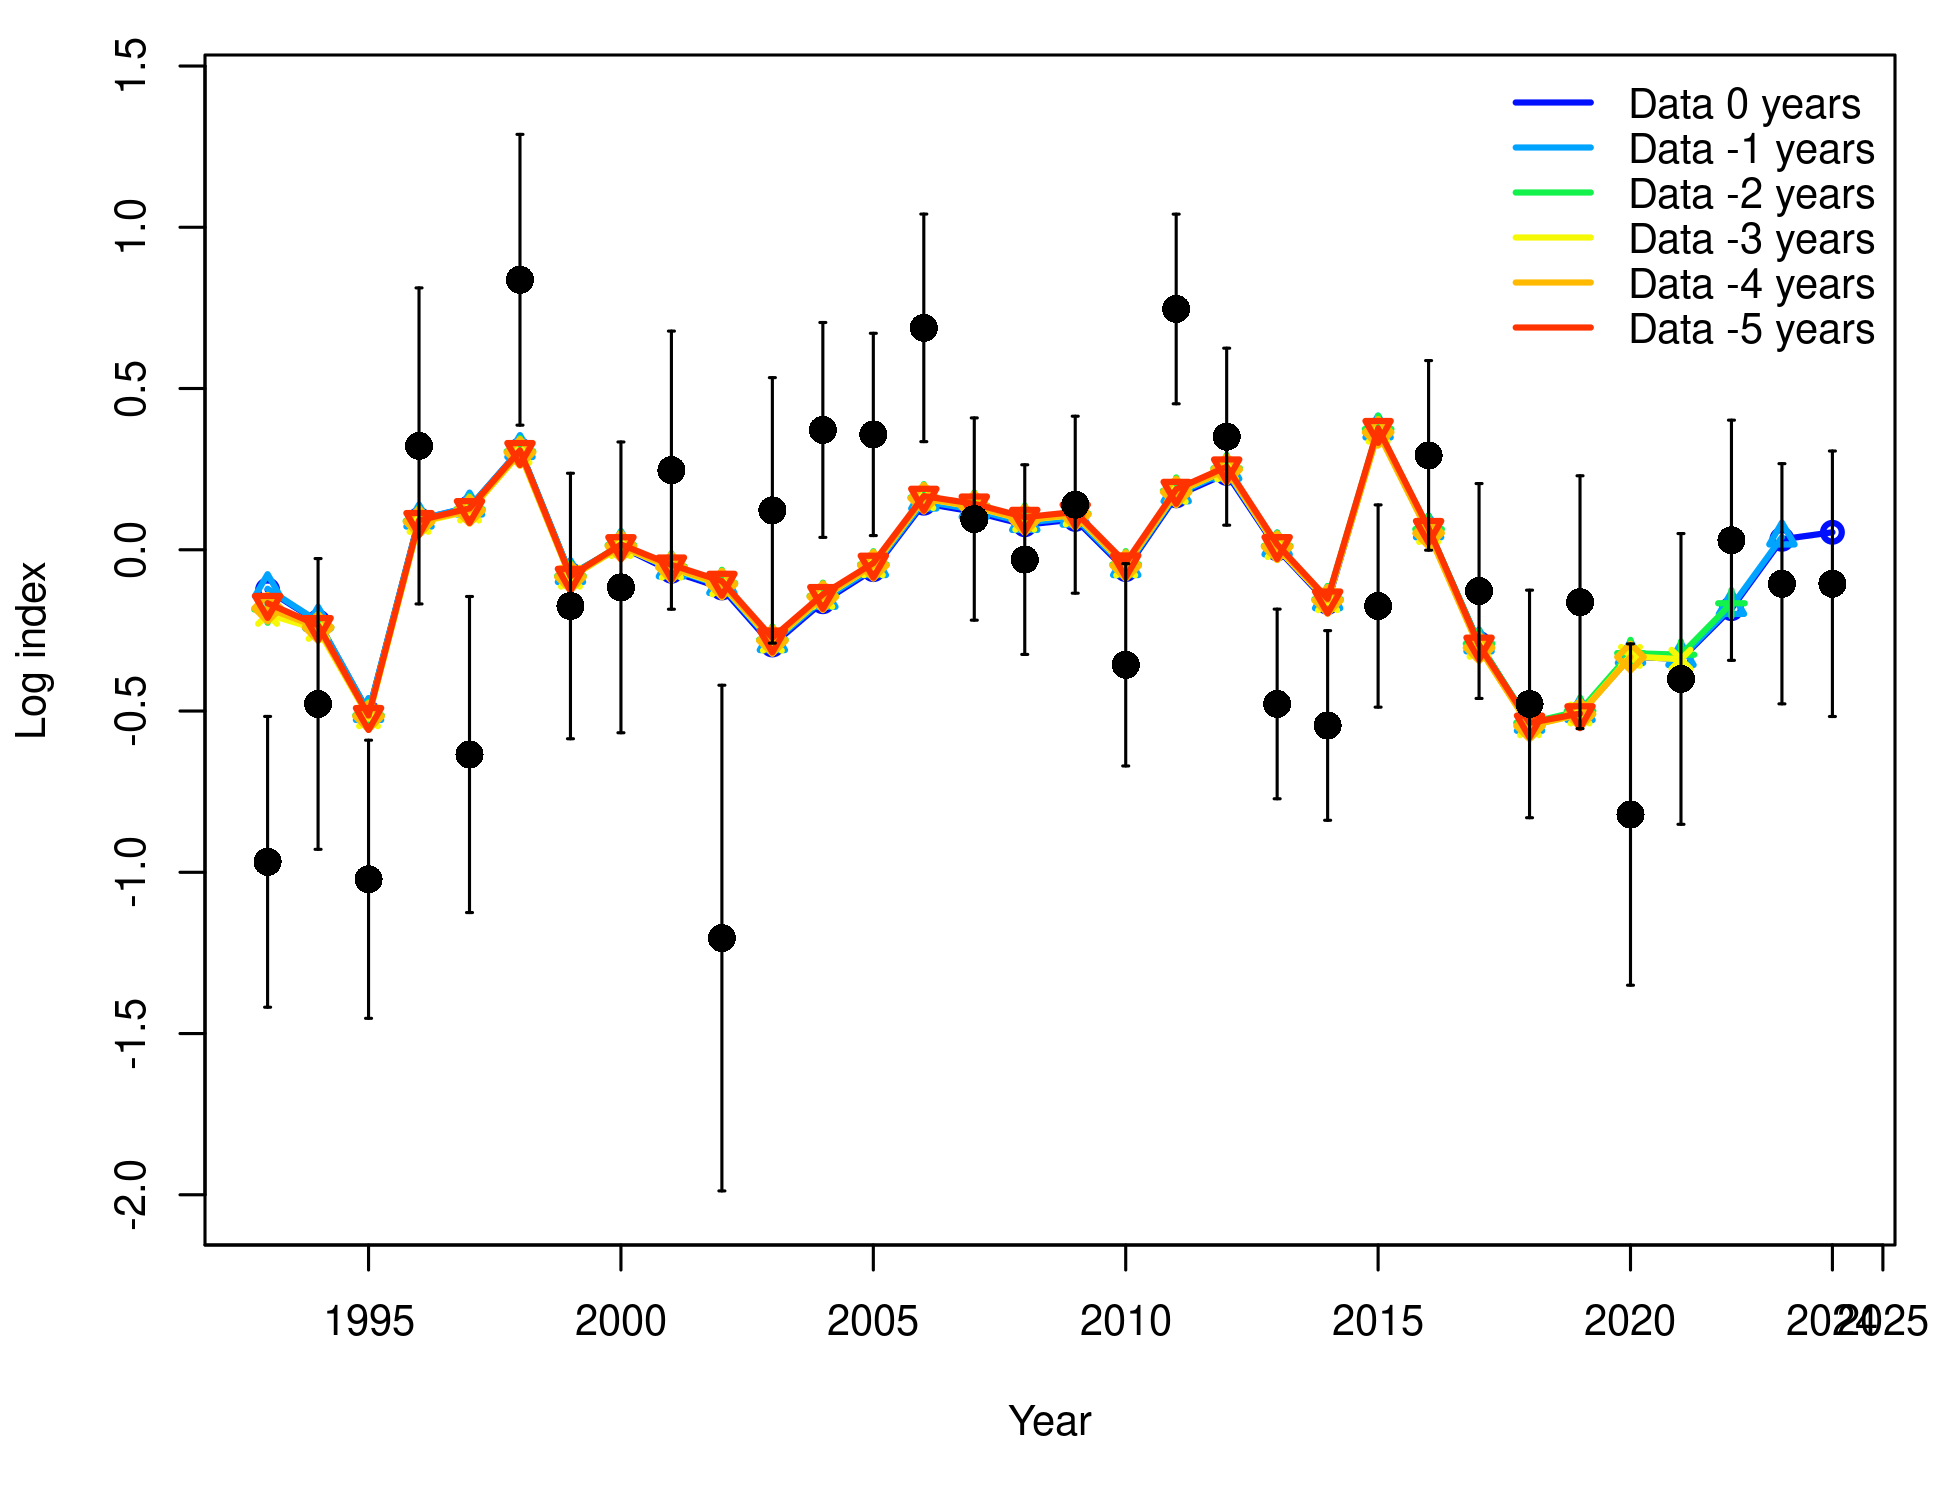 1.5
1.0
0.5
0.0
-0.5
-1.0
-1.5
-2.0
Log index
Data 0 years
Data -1 years
Data -2 years
Data -3 years
Data -4 years
Data -5 years
1995 2000 2005 2010 2015 2020 2024 2025
Year